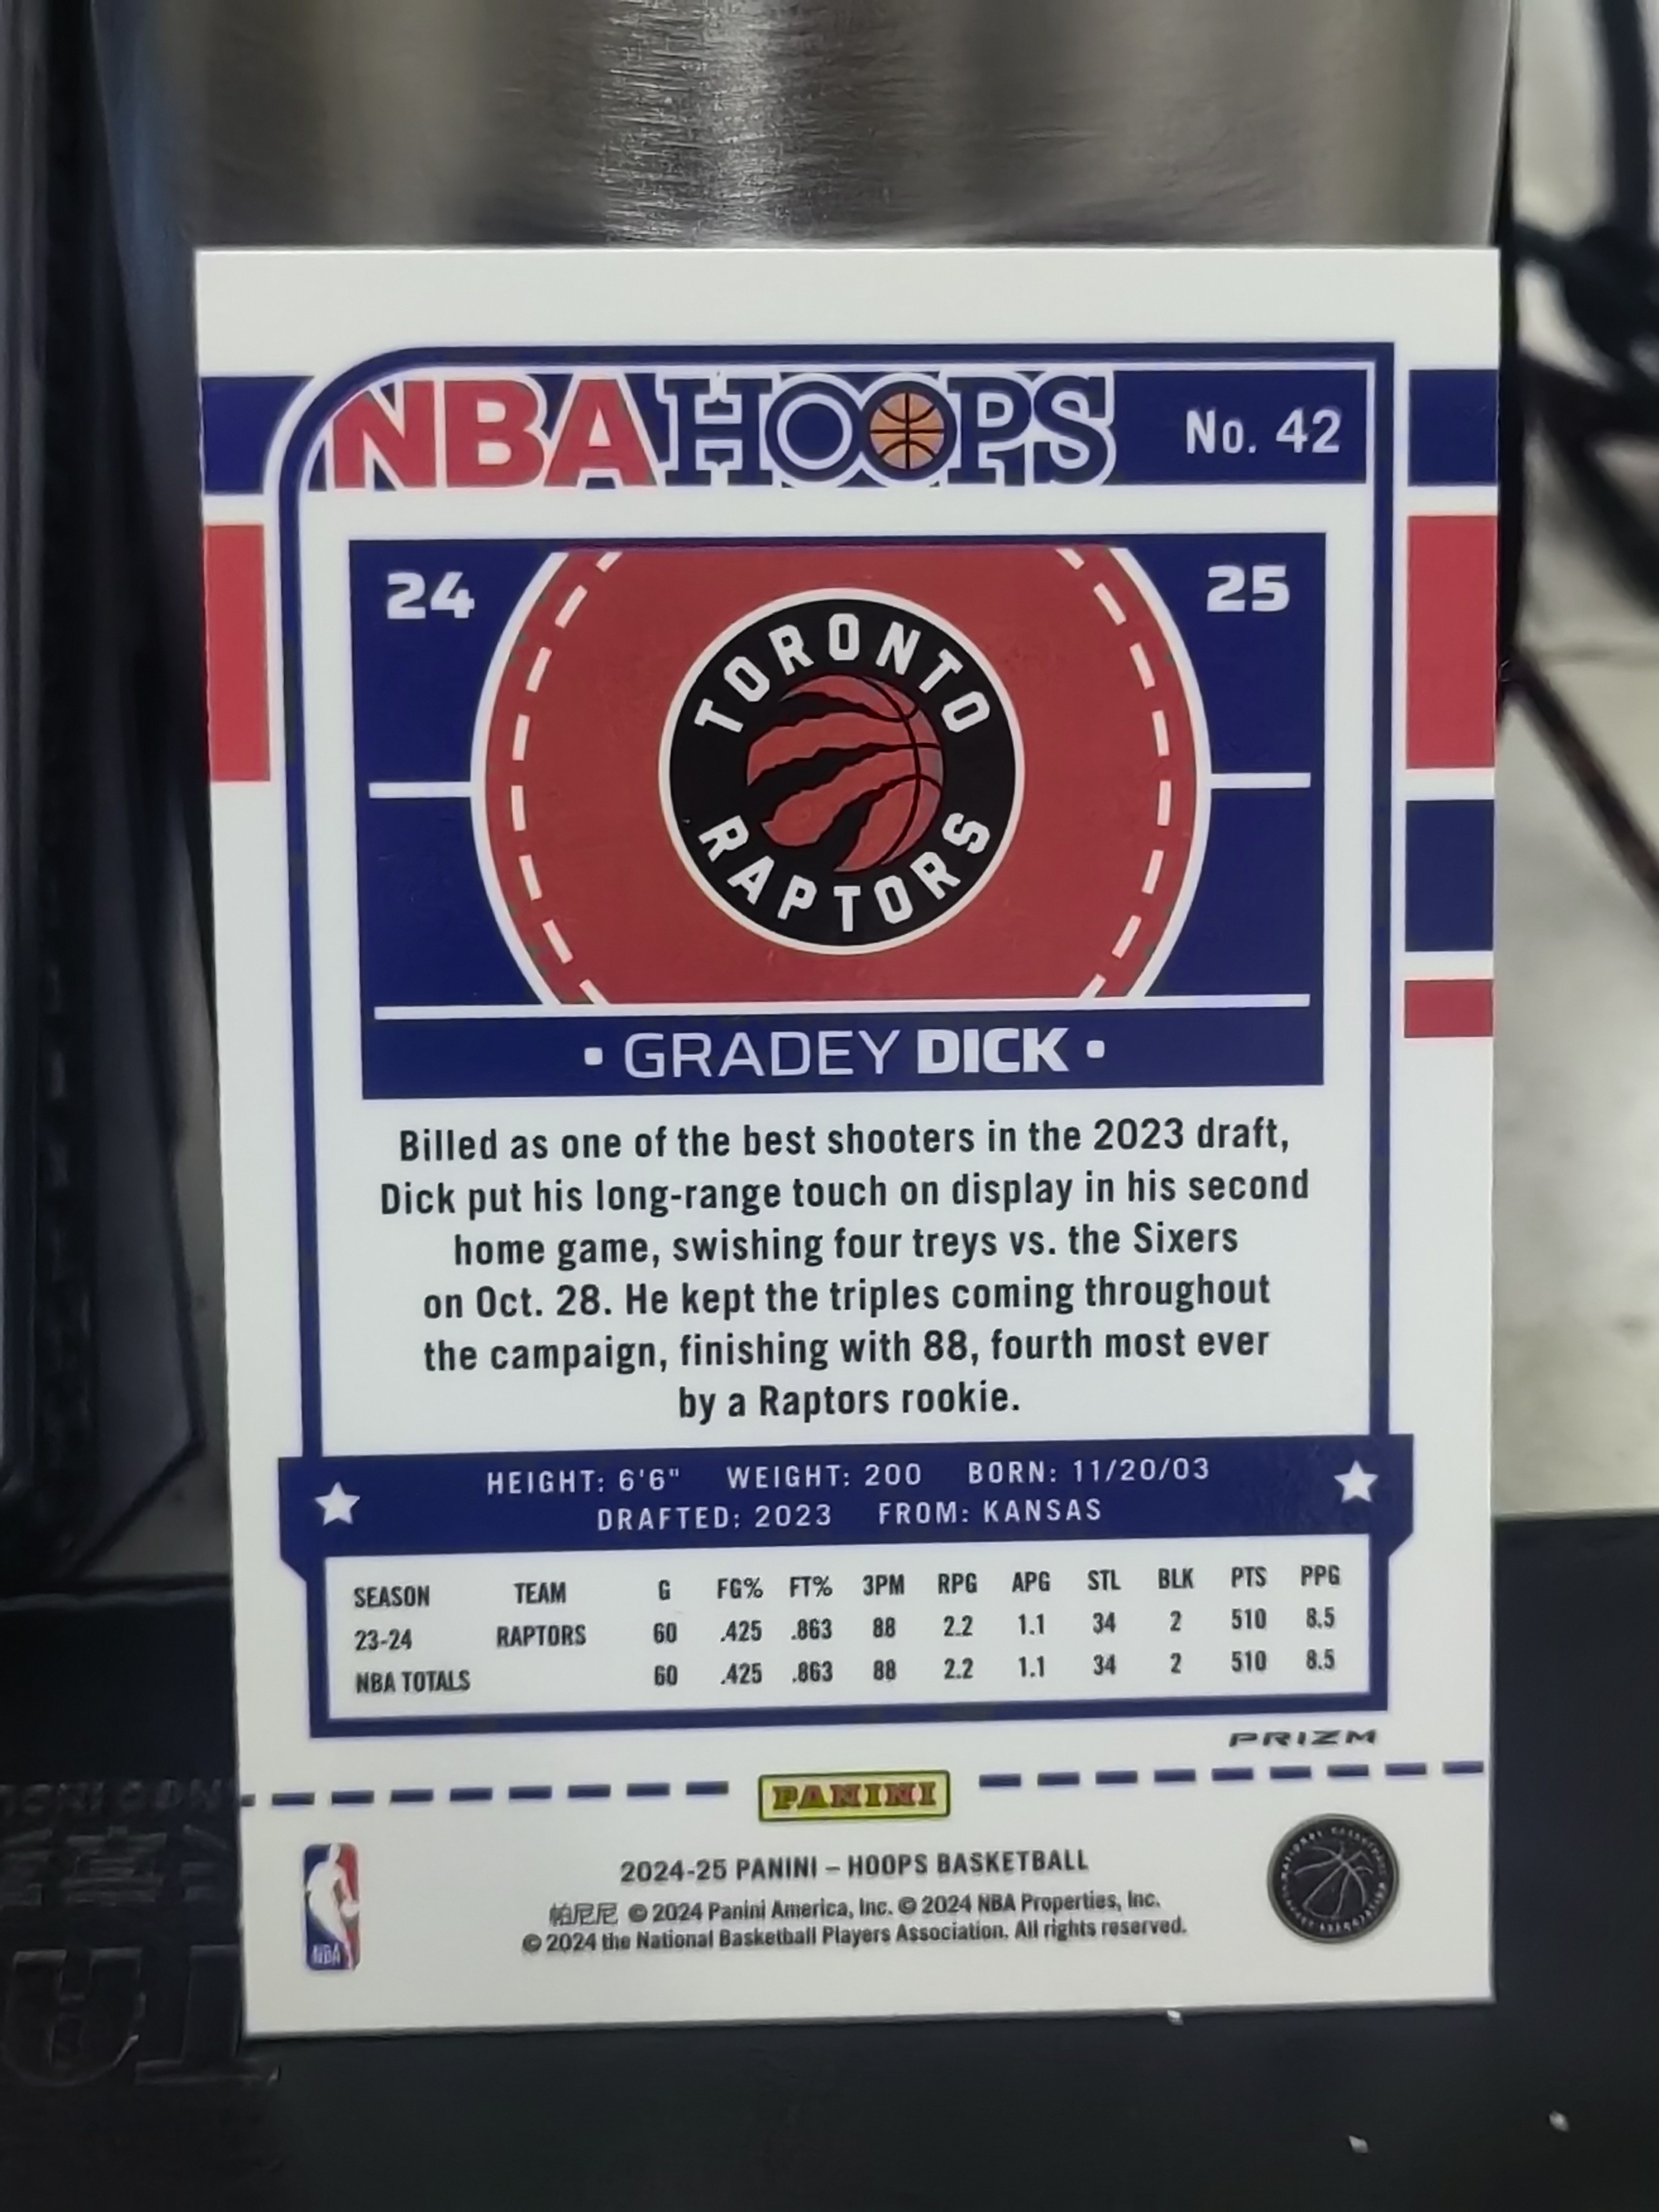 NBA HOOPS No. 42
24 25
TORONTO
RAPTORS
• GRADEY DICK •
Billed as one of the best shooters in the 2023 draft,
Dick put his long-range touch on display in his second
home game, swishing four treys vs. the Sixers
on Oct. 28. He kept the triples coming throughout
the campaign, finishing with 88, fourth most ever
by a Raptors rookie.
HEIGHT: 6'6" WEIGHT: 200 BORN: 11/20/03
DRAFTED: 2023 FROM: KANSAS
SEASON TEAM G FG% FT% 3PM RPG APG STL BLK PTS PPG
23-24 RAPTORS 60 .425 .863 88 2.2 1.1 34 2 510 8.5
NBA TOTALS 60 .425 .863 88 2.2 1.1 34 2 510 8.5
PRIZM
PANINI
NBA
2024-25 PANINI – HOOPS BASKETBALL
帕尼尼 © 2024 Panini America, Inc. © 2024 NBA Properties, Inc.
© 2024 the National Basketball Players Association. All rights reserved.